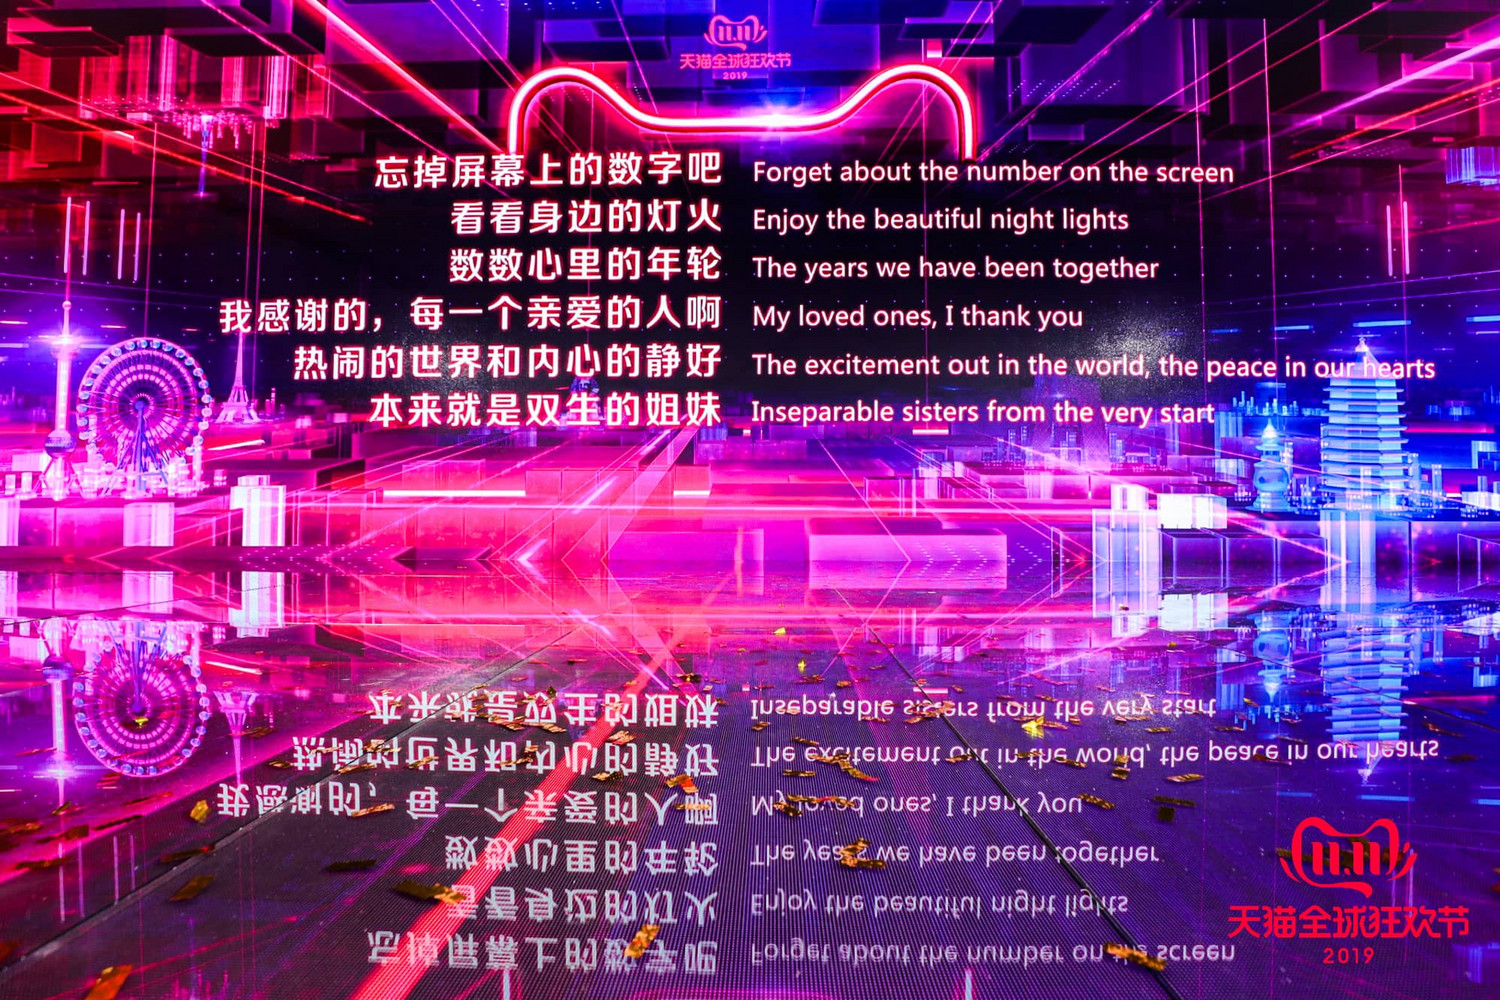 11.11
天猫全球狂欢节
2019
忘掉屏幕上的数字吧 Forget about the number on the screen
看看身边的灯火 Enjoy the beautiful night lights
数数心里的年轮 The years we have been together
我感谢的，每一个亲爱的人啊 My loved ones, I thank you
热闹的世界和内心的静好 The excitement out in the world, the peace in our hearts
本来就是双生的姐妹 Inseparable sisters from the very start
11.11
天猫全球狂欢节
2019